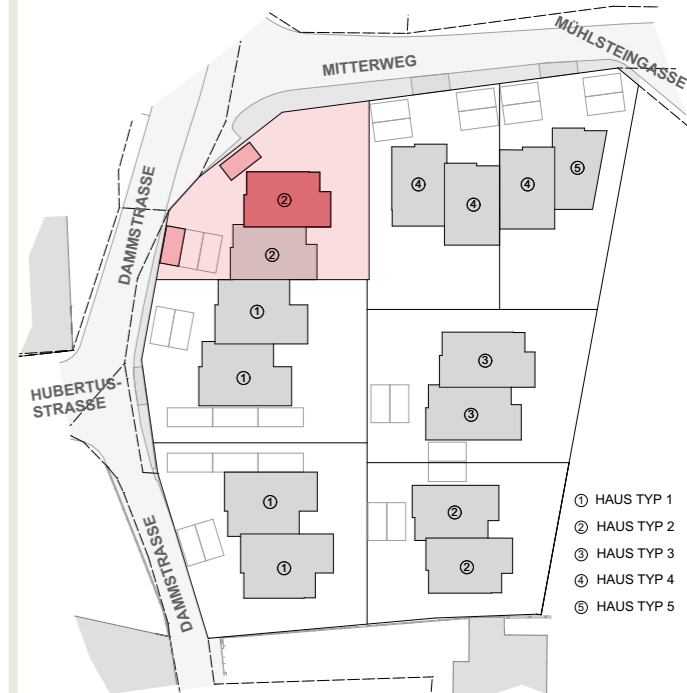 MÜHLSTEINGASSE
MITTERWEG
DAMMSTRASSE
④
④
④
⑤
②
②
①
①
③
③
HUBERTUS-
STRASSE
①
①
②
②
DAMMSTRASSE
① HAUS TYP 1
② HAUS TYP 2
③ HAUS TYP 3
④ HAUS TYP 4
⑤ HAUS TYP 5